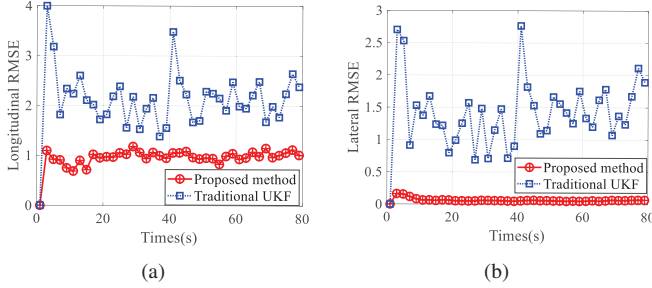 4
3
2
1
0
0
20
40
60
80
Longitudinal RMSE
Times(s)
Proposed method
Traditional UKF
(a)
3
2.5
2
1.5
1
0.5
0
0
20
40
60
80
Lateral RMSE
Times(s)
Proposed method
Traditional UKF
(b)